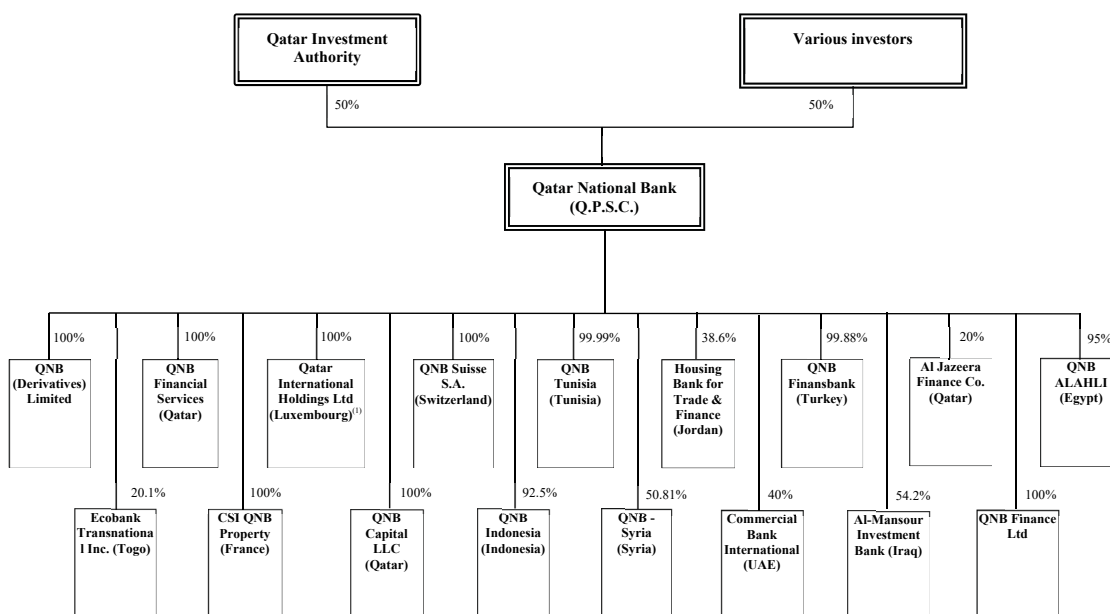 Qatar Investment
Authority
Various investors
50%
50%
Qatar National Bank
(Q.P.S.C.)
100%
100%
100%
100%
99.99%
38.6%
99.88%
20%
95%
QNB
(Derivatives)
Limited
QNB
Financial
Services
(Qatar)
Qatar
International
Holdings Ltd
(Luxembourg)(1)
QNB Suisse
S.A.
(Switzerland)
QNB
Tunisia
(Tunisia)
Housing
Bank for
Trade &
Finance
(Jordan)
QNB
Finansbank
(Turkey)
Al Jazeera
Finance Co.
(Qatar)
QNB
ALAHLI
(Egypt)
20.1%
100%
100%
92.5%
50.81%
40%
54.2%
100%
Ecobank
Transnationa
l Inc. (Togo)
CSI QNB
Property
(France)
QNB
Capital
LLC
(Qatar)
QNB
Indonesia
(Indonesia)
QNB -
Syria
(Syria)
Commercial
Bank
International
(UAE)
Al-Mansour
Investment
Bank (Iraq)
QNB Finance
Ltd